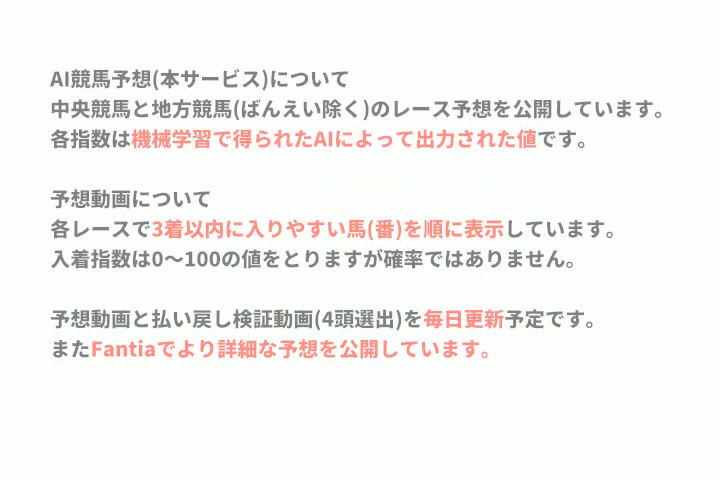 AI競馬予想(本サービス)について
中央競馬と地方競馬(ばんえい除く)のレース予想を公開しています。
各指数は機械学習で得られたAIによって出力された値です。
予想動画について
各レースで3着以内に入りやすい馬(番)を順に表示しています。
入着指数は0〜100の値をとりますが確率ではありません。
予想動画と払い戻し検証動画(4頭選出)を毎日更新予定です。
またFantiaでより詳細な予想を公開しています。